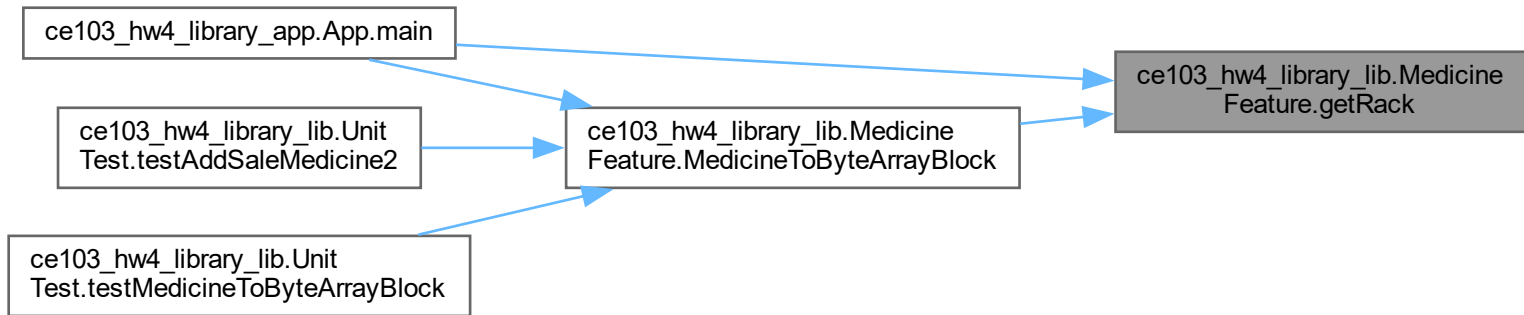 ce103_hw4_library_app.App.main
ce103_hw4_library_lib.Medicine
Feature.getRack
ce103_hw4_library_lib.Unit
Test.testAddSaleMedicine2
ce103_hw4_library_lib.Medicine
Feature.MedicineToByteArrayBlock
ce103_hw4_library_lib.Unit
Test.testMedicineToByteArrayBlock